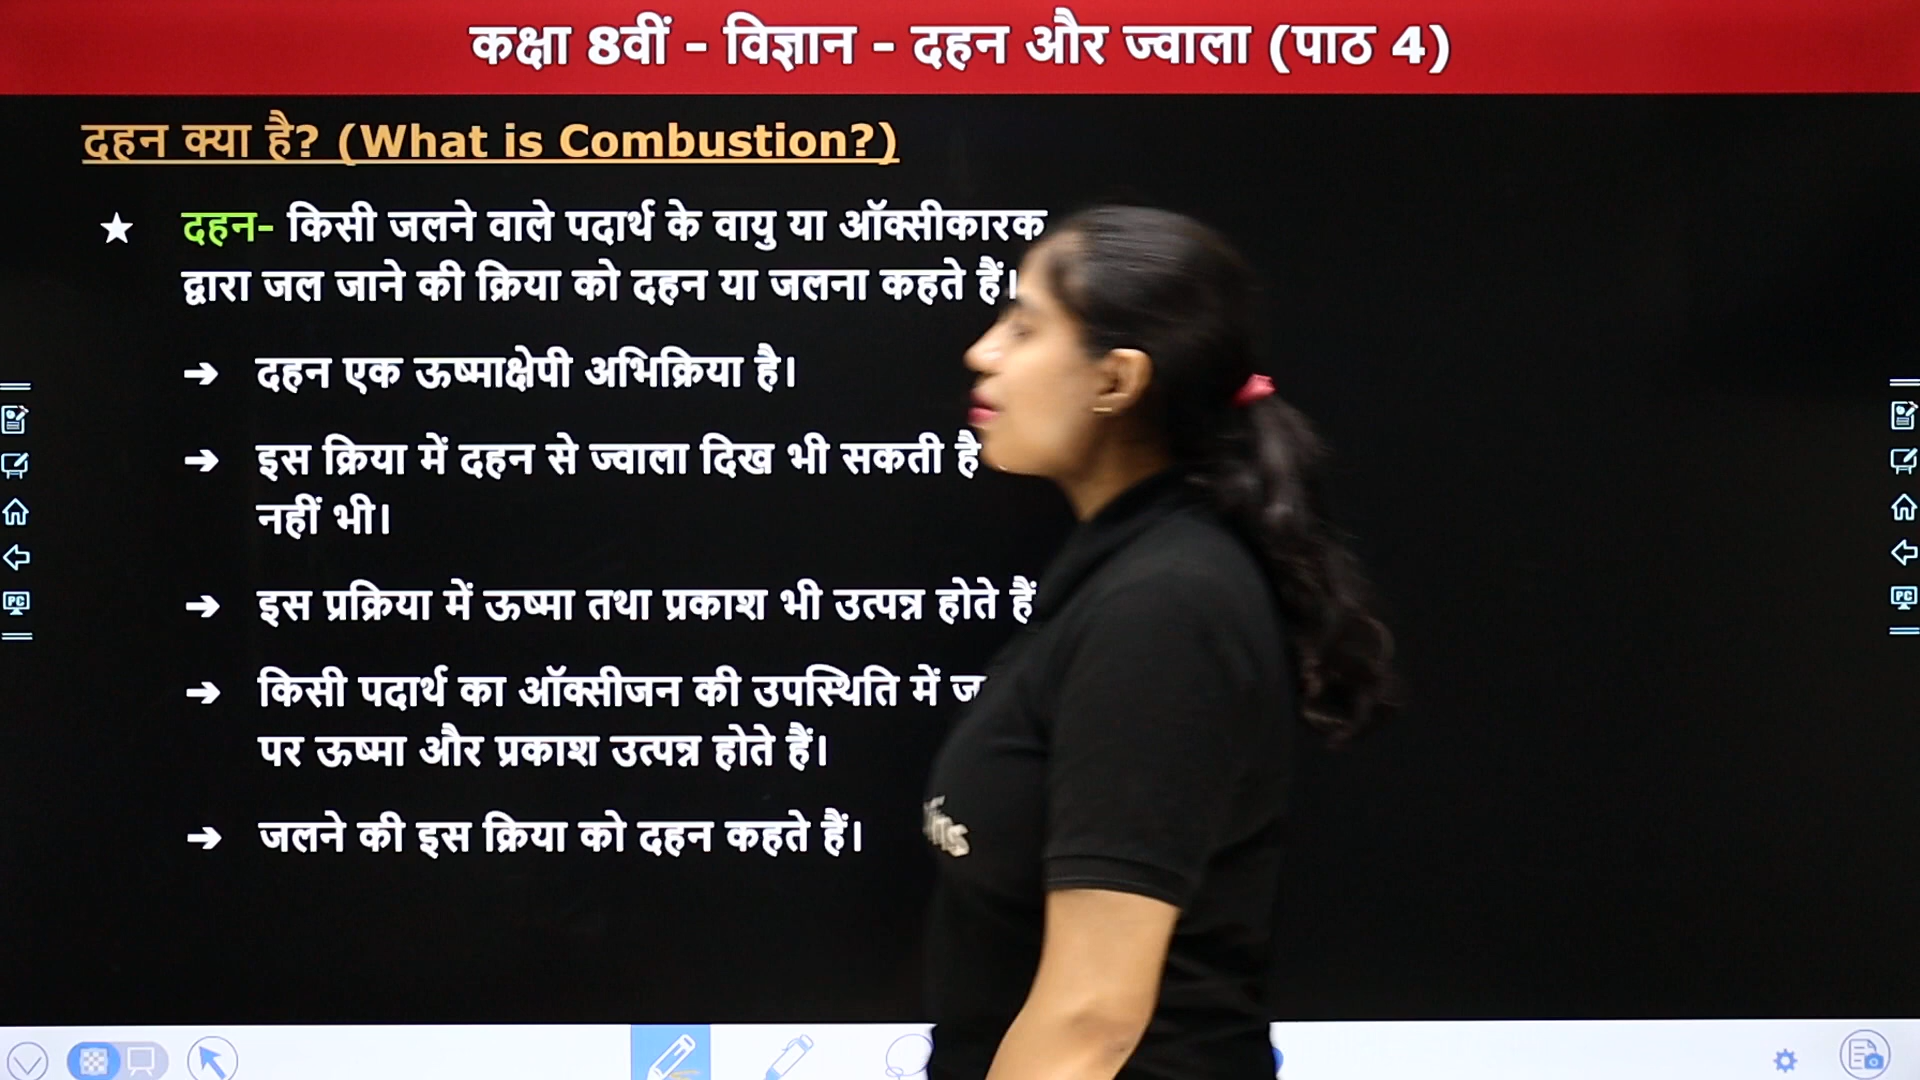 कक्षा 8वीं - विज्ञान - दहन और ज्वाला (पाठ 4)
दहन क्या है? (What is Combustion?)
★ दहन- किसी जलने वाले पदार्थ के वायु या ऑक्सीकारक
द्वारा जल जाने की क्रिया को दहन या जलना कहते हैं।
➔ दहन एक ऊष्माक्षेपी अभिक्रिया है।
➔ इस क्रिया में दहन से ज्वाला दिख भी सकती है
नहीं भी।
➔ इस प्रक्रिया में ऊष्मा तथा प्रकाश भी उत्पन्न होते हैं
➔ किसी पदार्थ का ऑक्सीजन की उपस्थिति में
पर ऊष्मा और प्रकाश उत्पन्न होते हैं।
➔ जलने की इस क्रिया को दहन कहते हैं।
PC
PC